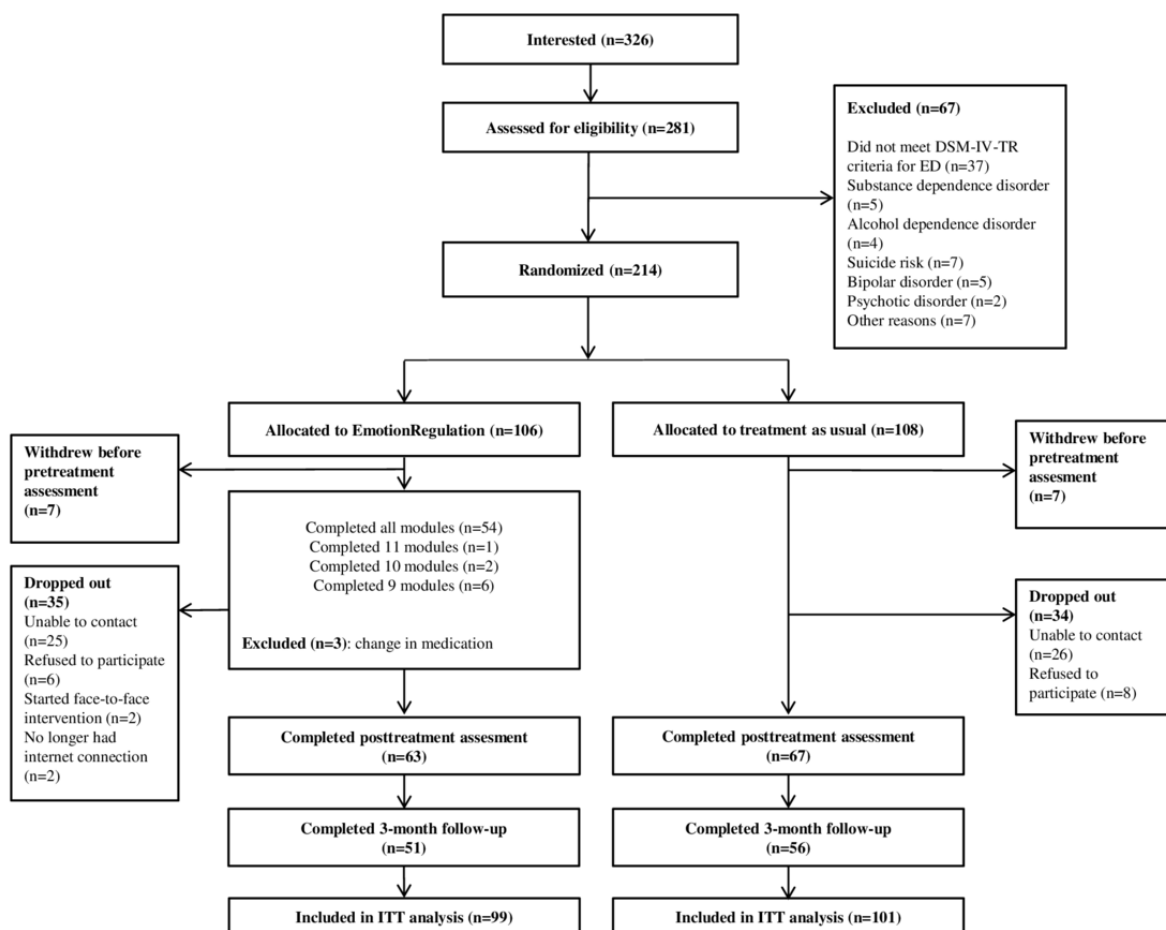 Interested (n=326)
Assessed for eligibility (n=281)
Excluded (n=67)
Did not meet DSM-IV-TR
criteria for ED (n=37)
Substance dependence disorder
(n=5)
Alcohol dependence disorder
(n=4)
Suicide risk (n=7)
Bipolar disorder (n=5)
Psychotic disorder (n=2)
Other reasons (n=7)
Randomized (n=214)
Allocated to EmotionRegulation (n=106)
Allocated to treatment as usual (n=108)
Withdrew before
pretreatment
assessment
(n=7)
Withdrew before
pretreatment
assesment
(n=7)
Completed all modules (n=54)
Completed 11 modules (n=1)
Completed 10 modules (n=2)
Completed 9 modules (n=6)
Excluded (n=3): change in medication
Dropped out
(n=35)
Unable to contact
(n=25)
Refused to participate
(n=6)
Started face-to-face
intervention (n=2)
No longer had
internet connection
(n=2)
Dropped out
(n=34)
Unable to contact
(n=26)
Refused to
participate (n=8)
Completed posttreatment assesment
(n=63)
Completed posttreatment assessment
(n=67)
Completed 3-month follow-up
(n=51)
Completed 3-month follow-up
(n=56)
Included in ITT analysis (n=99)
Included in ITT analysis (n=101)